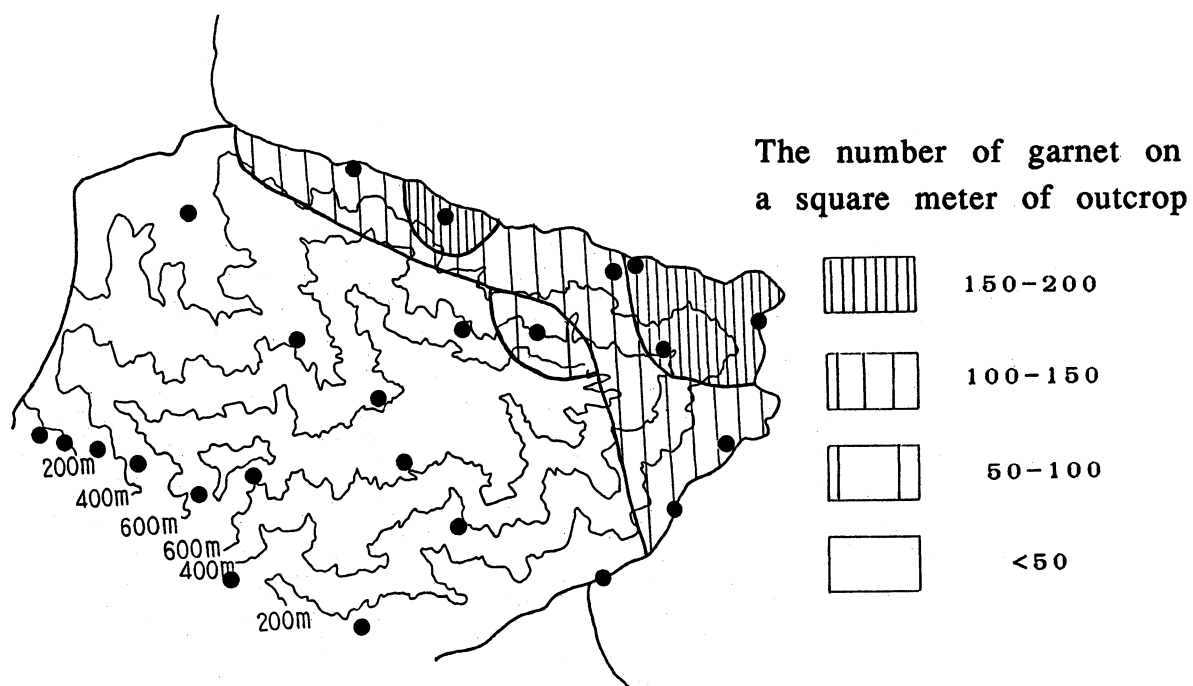 The number of garnet on
a square meter of outcrop
150-200
100-150
50-100
<50
200m
400m
600m
600m
400m
200m